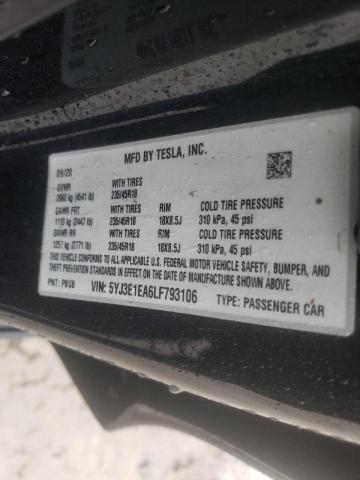 MFD BY TESLA, INC.
09/20
GVWR WITH TIRES
2060 kg (4541 lb) 235/45R18
GAWR FRT WITH TIRES RIM COLD TIRE PRESSURE
1110 kg (2447 lb) 235/45R18 18X8.5J 310 kPa, 45 psi
GAWR RR WITH TIRES RIM COLD TIRE PRESSURE
1257 kg (2771 lb) 235/45R18 18X8.5J 310 kPa, 45 psi
THIS VEHICLE CONFORMS TO ALL U.S. FEDERAL MOTOR VEHICLE SAFETY, BUMPER, AND
THEFT PREVENTION STANDARDS IN EFFECT ON THE DATE OF MANUFACTURE SHOWN ABOVE.
PNT: PBSB VIN: 5YJ3E1EA6LF793106 TYPE: PASSENGER CAR